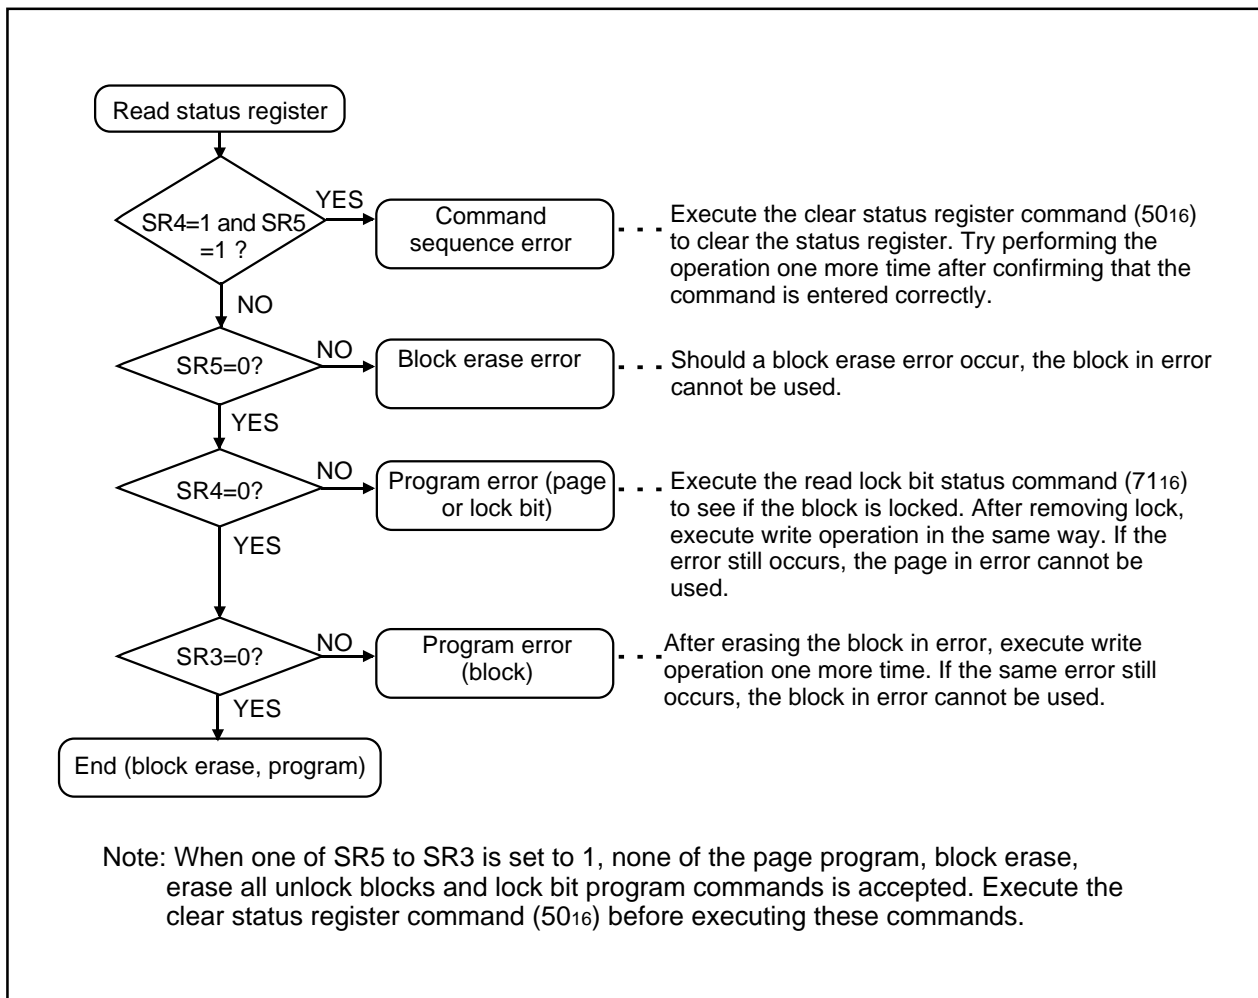 Read status register
SR4=1 and SR5
=1 ?
YES
Command
sequence error
Execute the clear status register command (5016)
to clear the status register. Try performing the
operation one more time after confirming that the
command is entered correctly.
NO
SR5=0?
NO
Block erase error
Should a block erase error occur, the block in error
cannot be used.
YES
SR4=0?
NO
Program error (page
or lock bit)
Execute the read lock bit status command (7116)
to see if the block is locked. After removing lock,
execute write operation in the same way. If the
error still occurs, the page in error cannot be
used.
YES
SR3=0?
NO
Program error
(block)
After erasing the block in error, execute write
operation one more time. If the same error still
occurs, the block in error cannot be used.
YES
End (block erase, program)
Note: When one of SR5 to SR3 is set to 1, none of the page program, block erase,
erase all unlock blocks and lock bit program commands is accepted. Execute the
clear status register command (5016) before executing these commands.